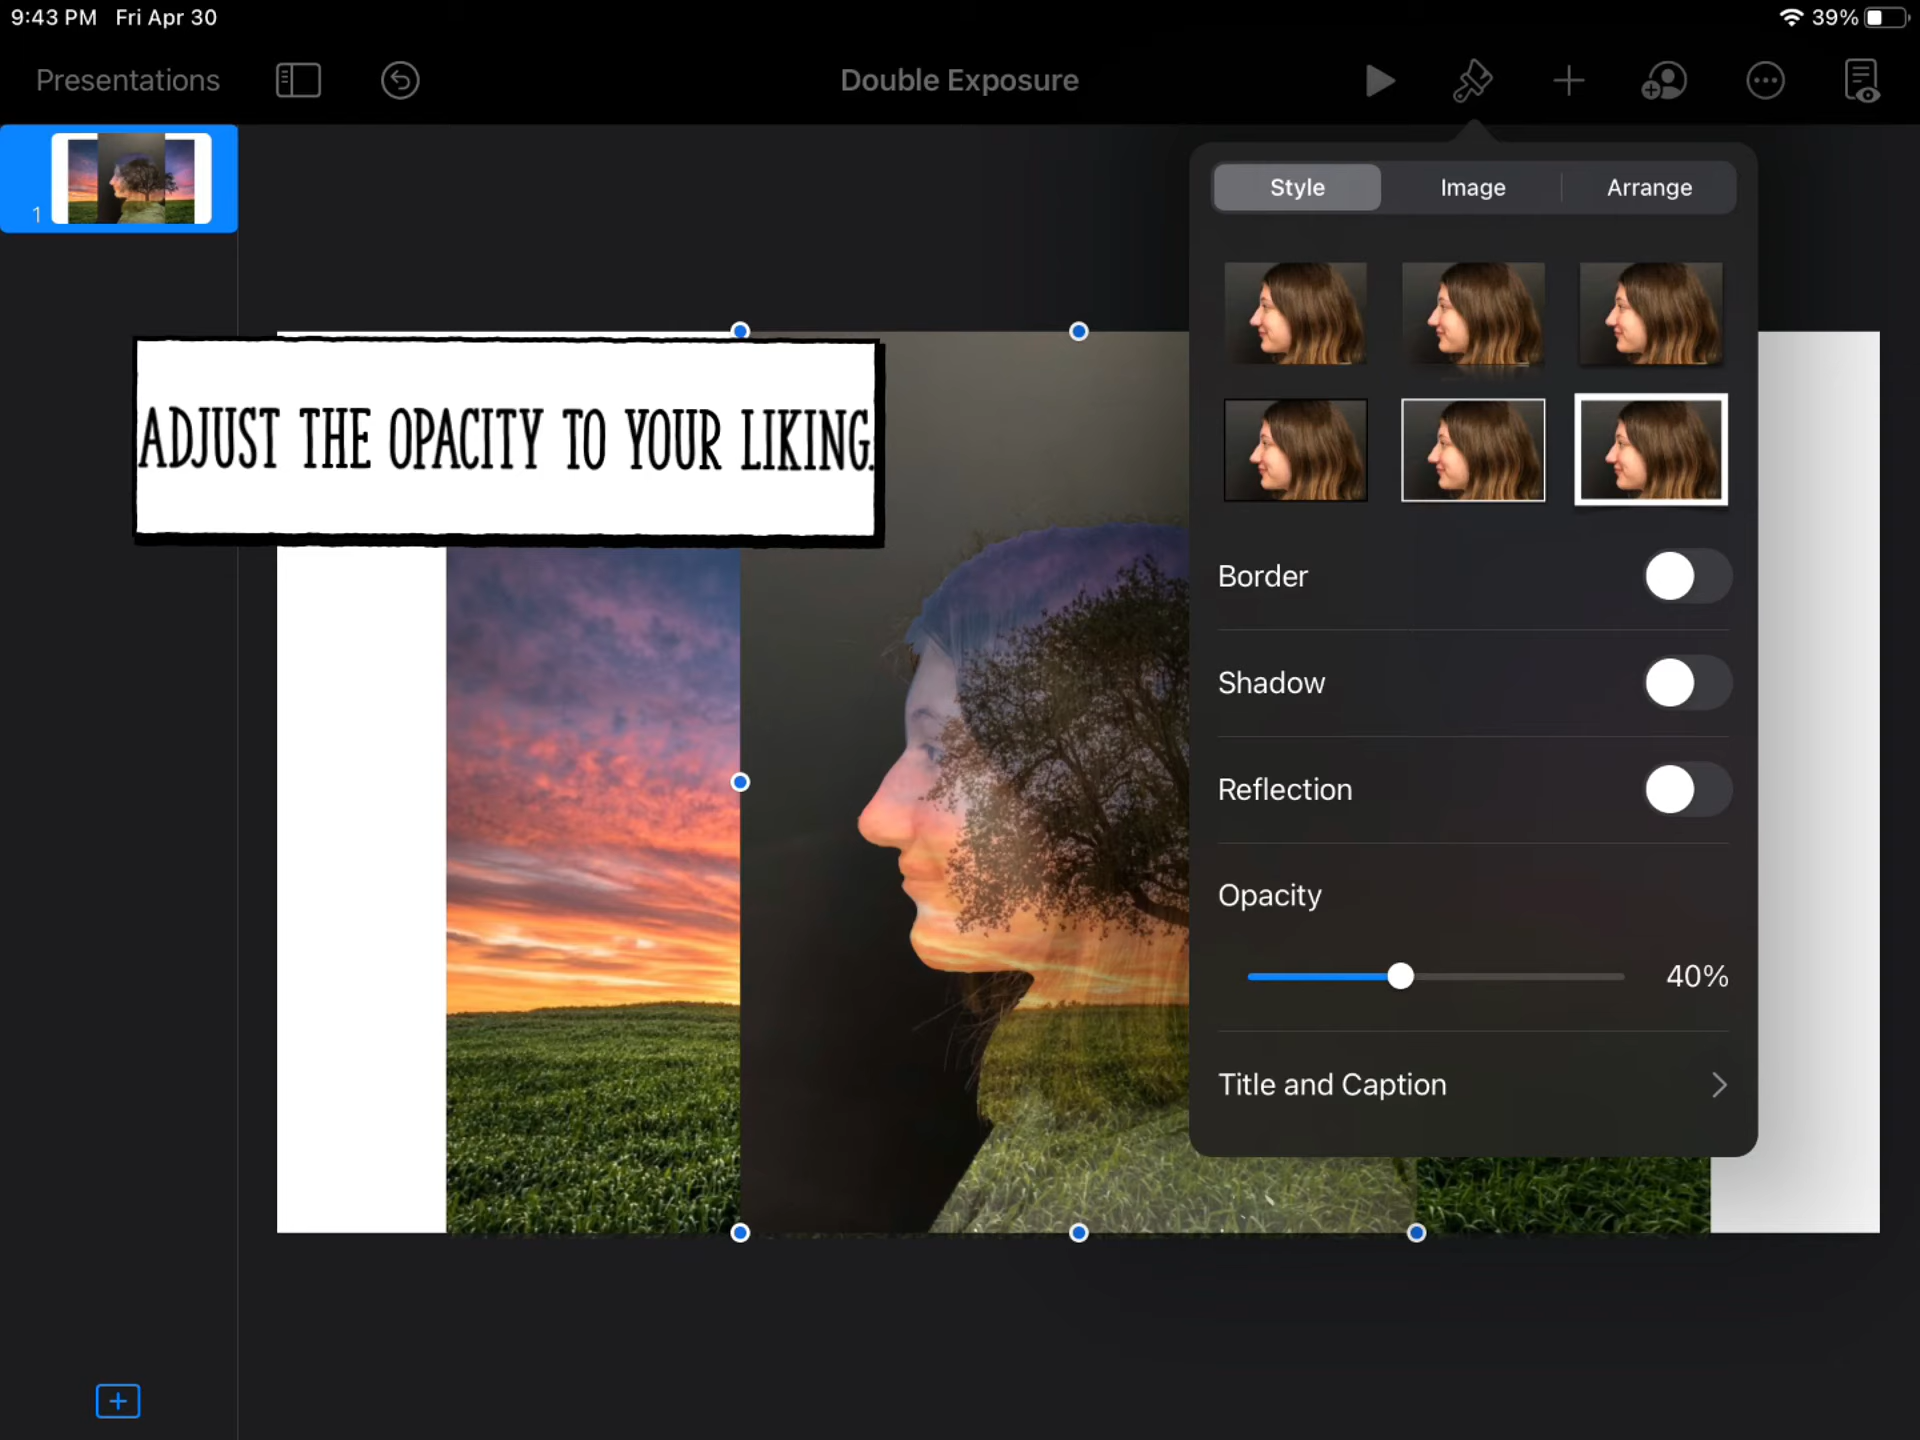 9:43 PM Fri Apr 30
39%
Presentations
Double Exposure
1
Style
Image
Arrange
ADJUST THE OPACITY TO YOUR LIKING.
Border
Shadow
Reflection
Opacity
40%
Title and Caption